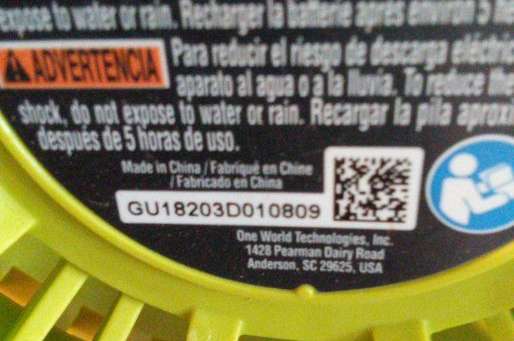 expose to water or rain. Recharger la batterie après environ 5 h
ADVERTENCIA
Para reducir el riesgo de descarga eléctric
aparato al agua o a la lluvia. To reduce the
shock, do not expose to water or rain. Recargar la pila aproxi
después de 5 horas de uso.
Made in China / Fabriqué en Chine
/ Fabricado en China
GU18203D010809
One World Technologies, Inc.
1428 Pearman Dairy Road
Anderson, SC 29625, USA